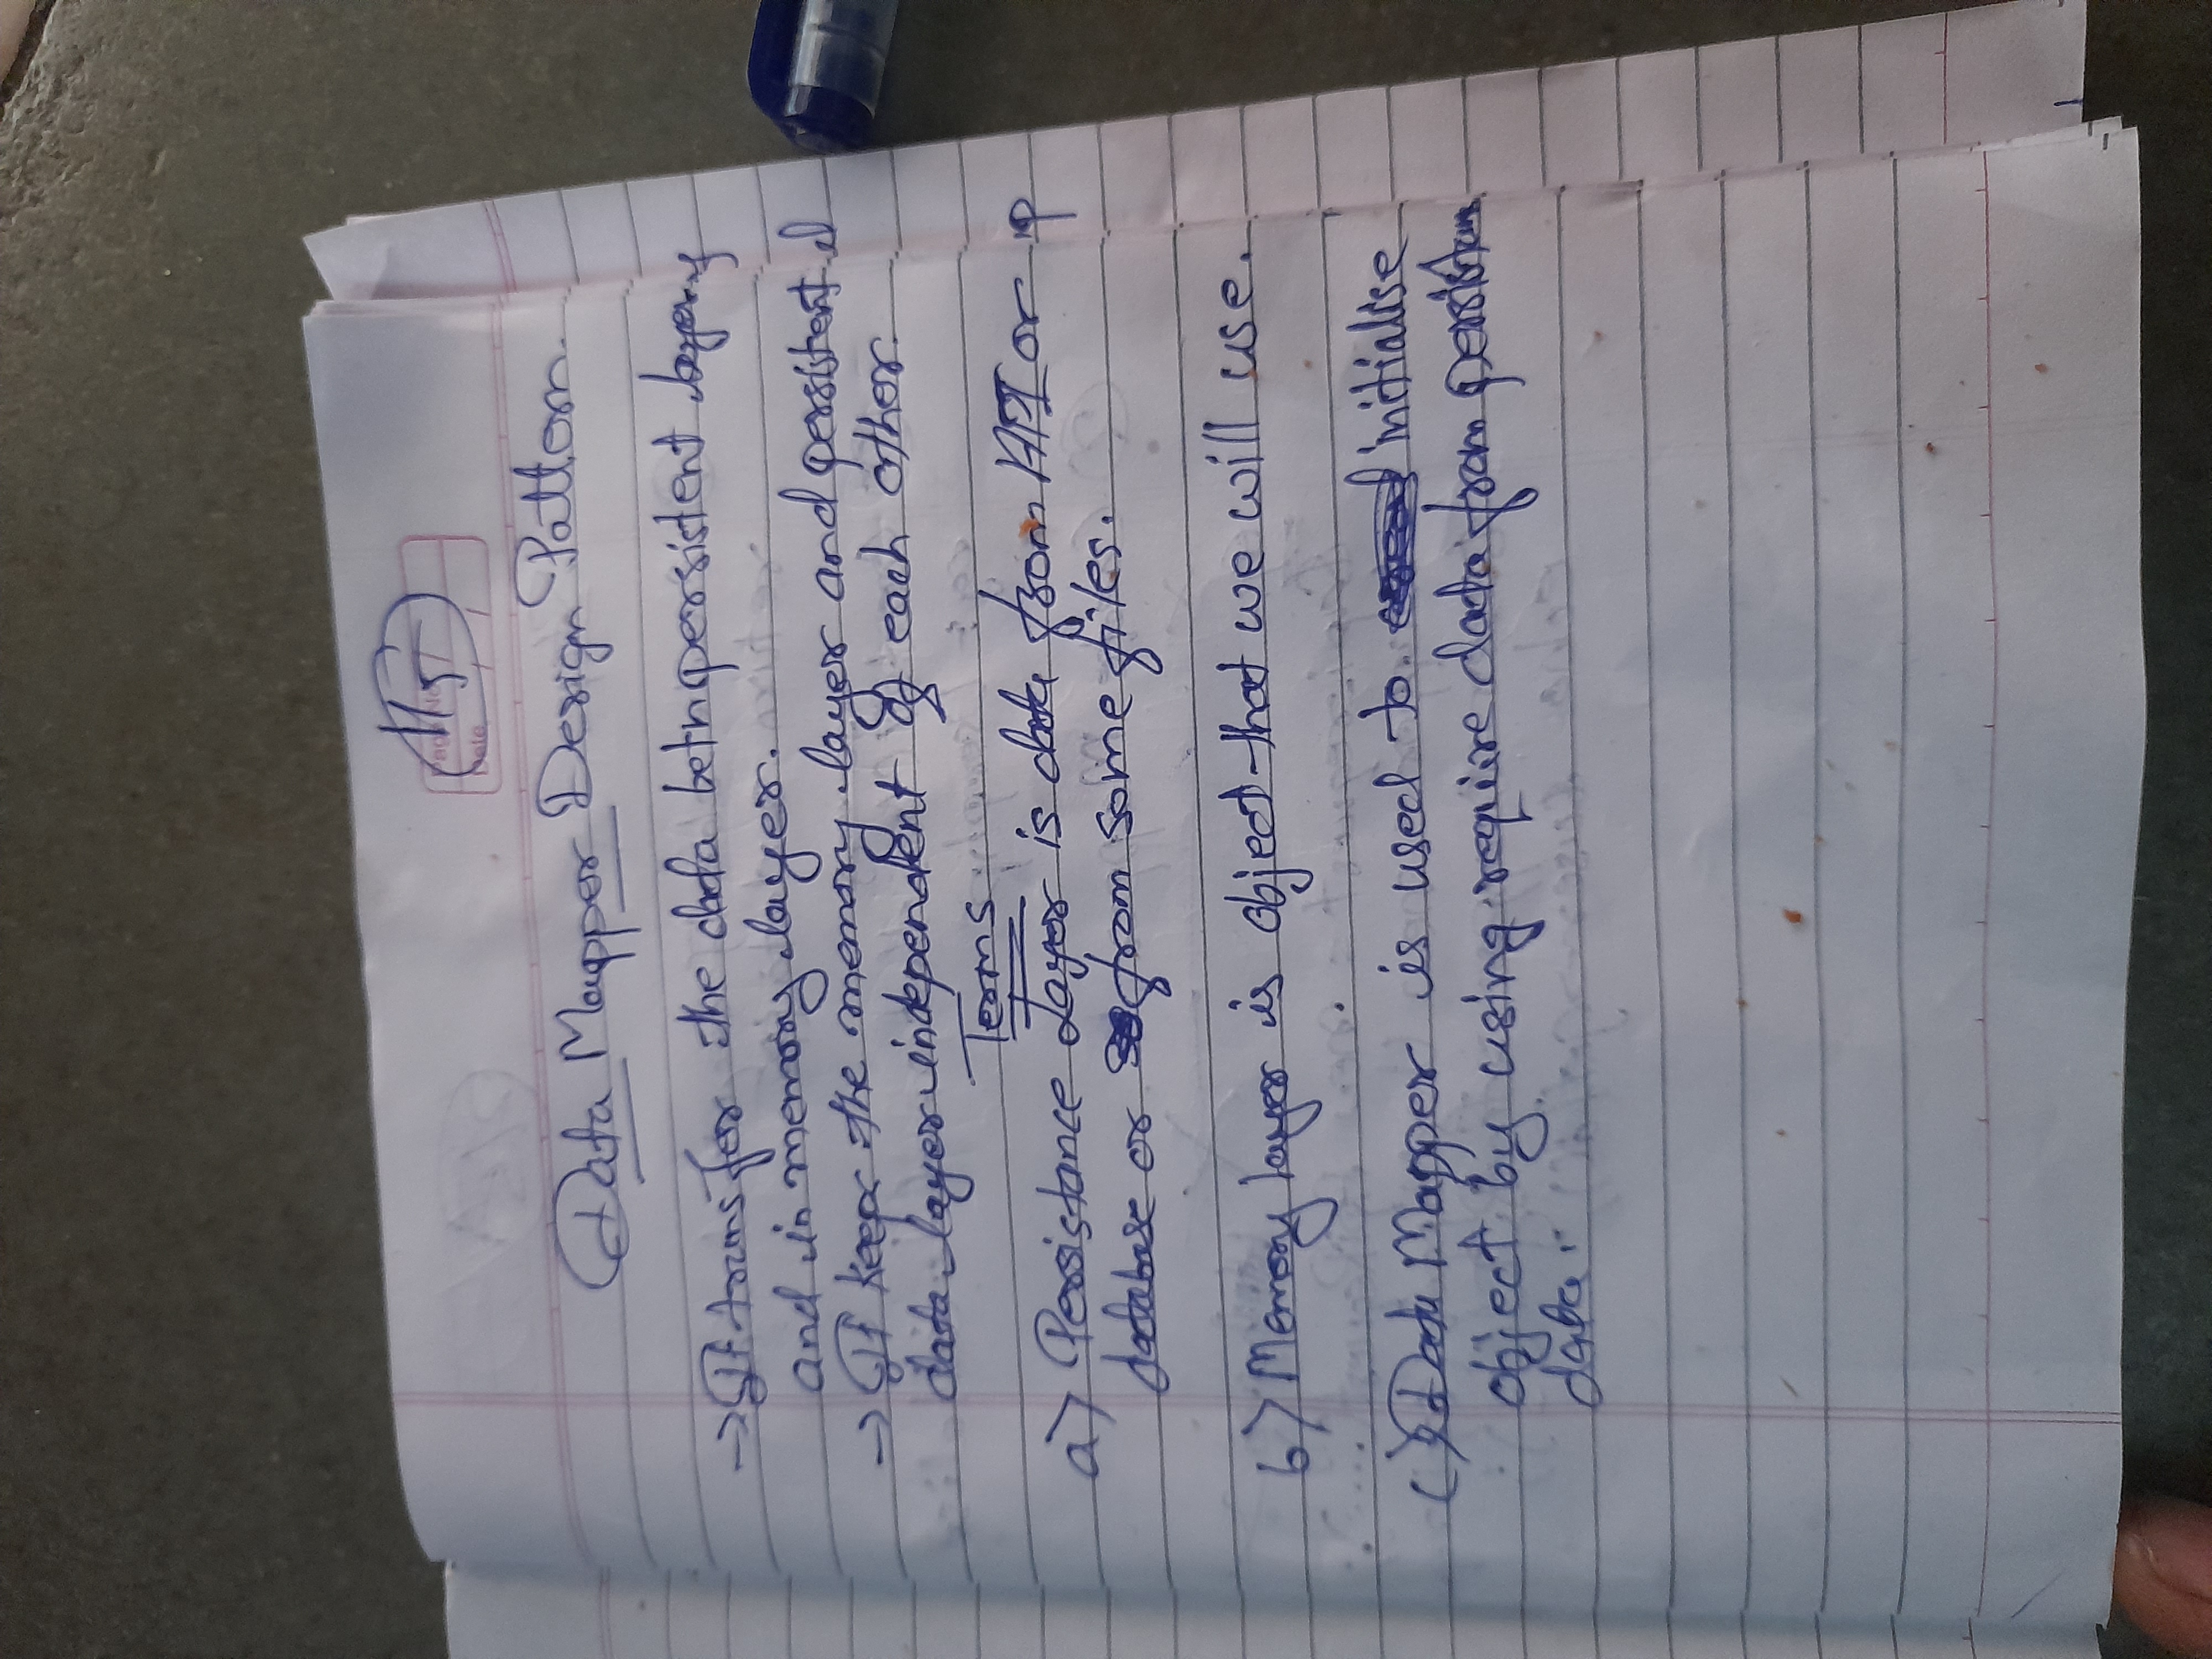 115
Page No.
Date / /
Data Mapper Design Pattern.
→ It transfer the data betn persistent layer
and in memory layer.
→ It keeps the memory layer and persistent
data layer independent of each other.
Terms
a) Persistance Layer is data from API or
database or from some files.
b) Memory layer is object that we will use.
c) Data Mapper is used to initialise
object by using require data from
data.